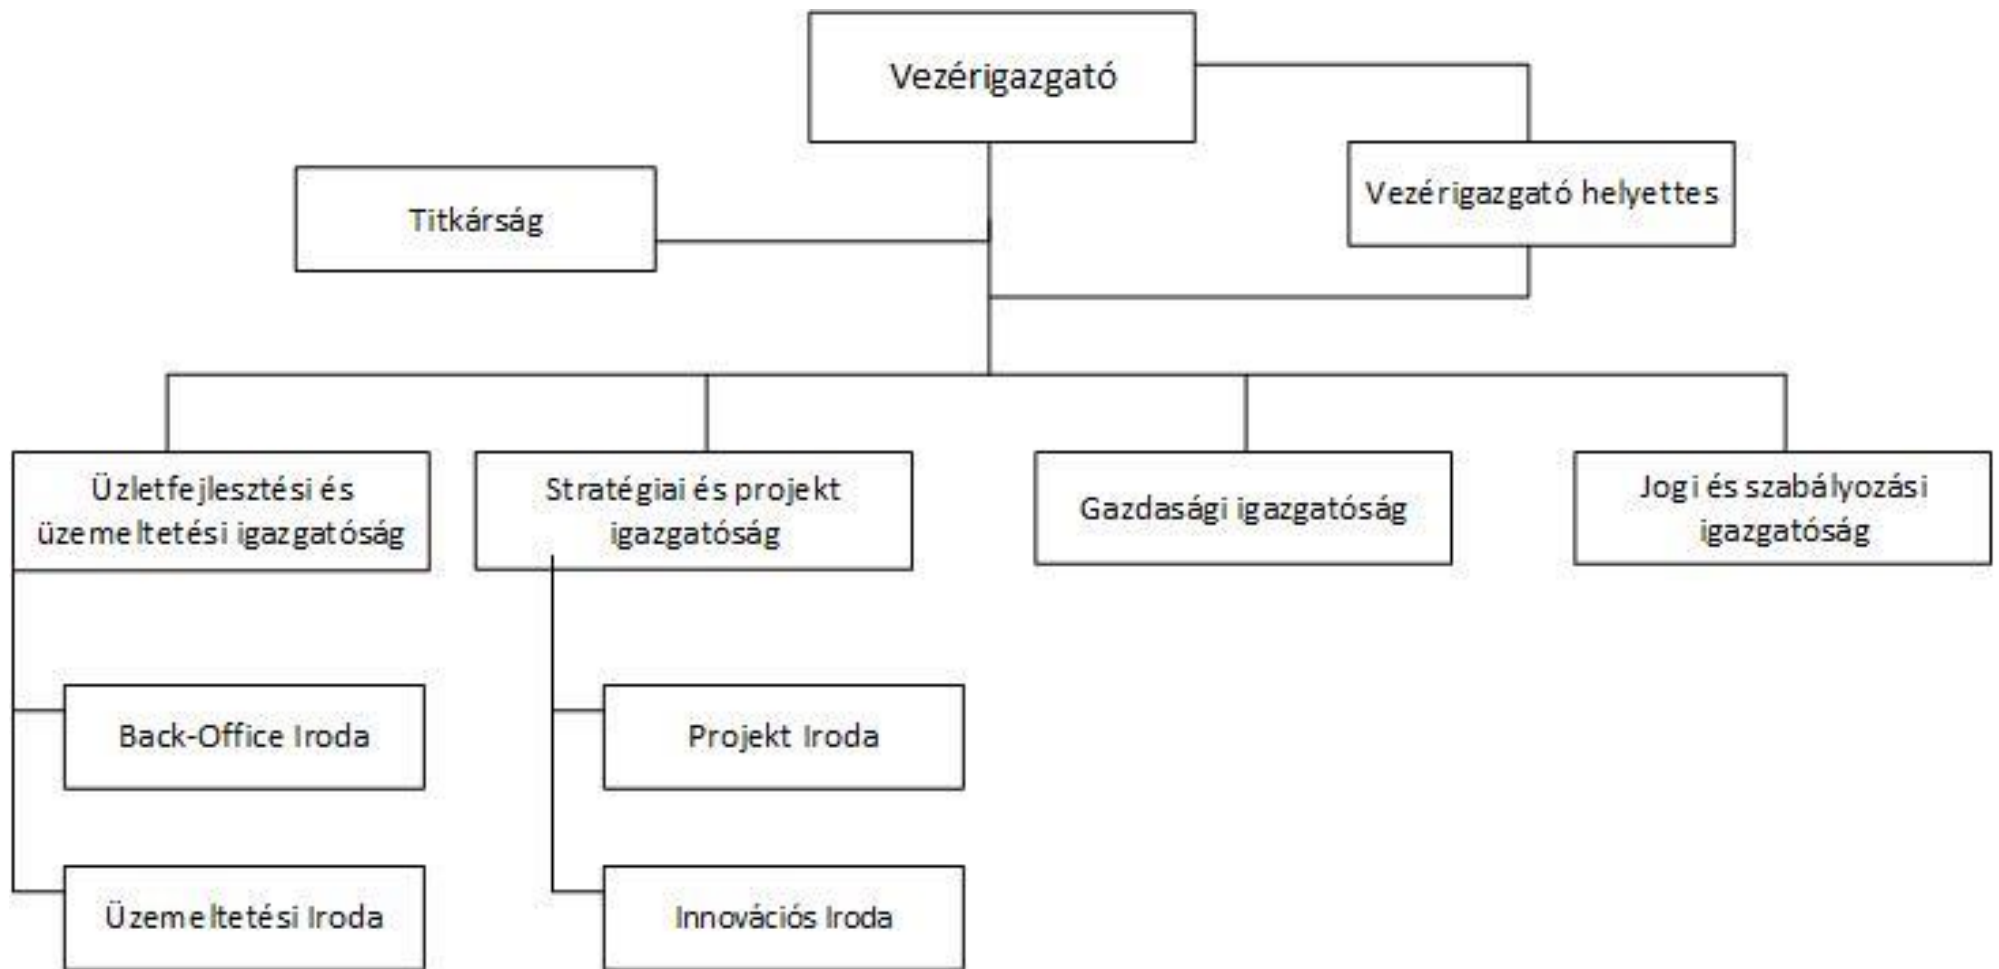 Vezérigazgató
Vezérigazgató helyettes
Titkárság
Üzletfejlesztési és
üzemeltetési igazgatóság
Stratégiai és projekt
igazgatóság
Gazdasági igazgatóság
Jogi és szabályozási
igazgatóság
Back-Office Iroda
Projekt Iroda
Üzemeltetési Iroda
Innovációs Iroda